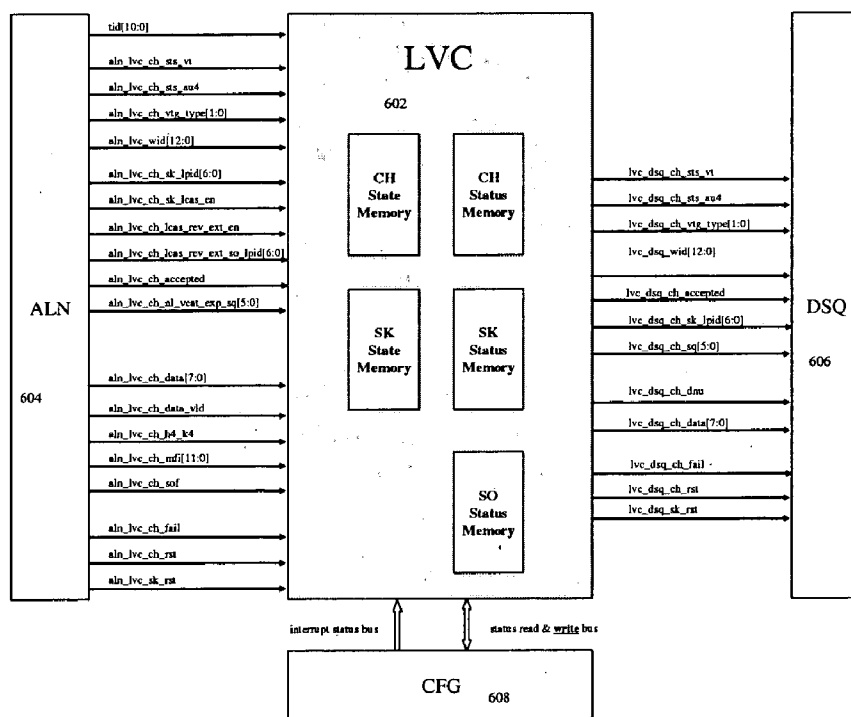 tid[10:0]
aln_lvc_ch_sts_vt
aln_lvc_ch_sts_au4
aln_lvc_ch_vtg_type[1:0]
aln_lvc_wid[12:0]
aln_lvc_ch_sk_lpid[6:0]
aln_lvc_ch_sk_lcas_en
aln_lvc_ch_lcas_rev_ext_en
aln_lvc_ch_lcas_rev_ext_so_lpid[6:0]
aln_lvc_ch_accepted
aln_lvc_ch_nl_vcat_exp_sq[5:0]
ALN
604
aln_lvc_ch_data[7:0]
aln_lvc_ch_data_vld
aln_lvc_ch_h4_k4
aln_lvc_ch_mfi[11:0]
aln_lvc_ch_sof
aln_lvc_ch_fail
aln_lvc_ch_rst
aln_lvc_sk_rst
LVC
602
CH
State
Memory
CH
Status
Memory
SK
State
Memory
SK
Status
Memory
SO
Status
Memory
lvc_dsq_ch_sts_vt
lvc_dsq_ch_sts_au4
lvc_dsq_ch_vtg_type[1:0]
lvc_dsq_wid[12:0]
lvc_dsq_ch_accepted
lvc_dsq_ch_sk_lpid[6:0]
lvc_dsq_ch_sq[5:0]
lvc_dsq_ch_dnu
lvc_dsq_ch_data[7:0]
lvc_dsq_ch_fail
lvc_dsq_ch_rst
lvc_dsq_sk_rst
DSQ
606
interrupt status bus
status read & write bus
CFG
608